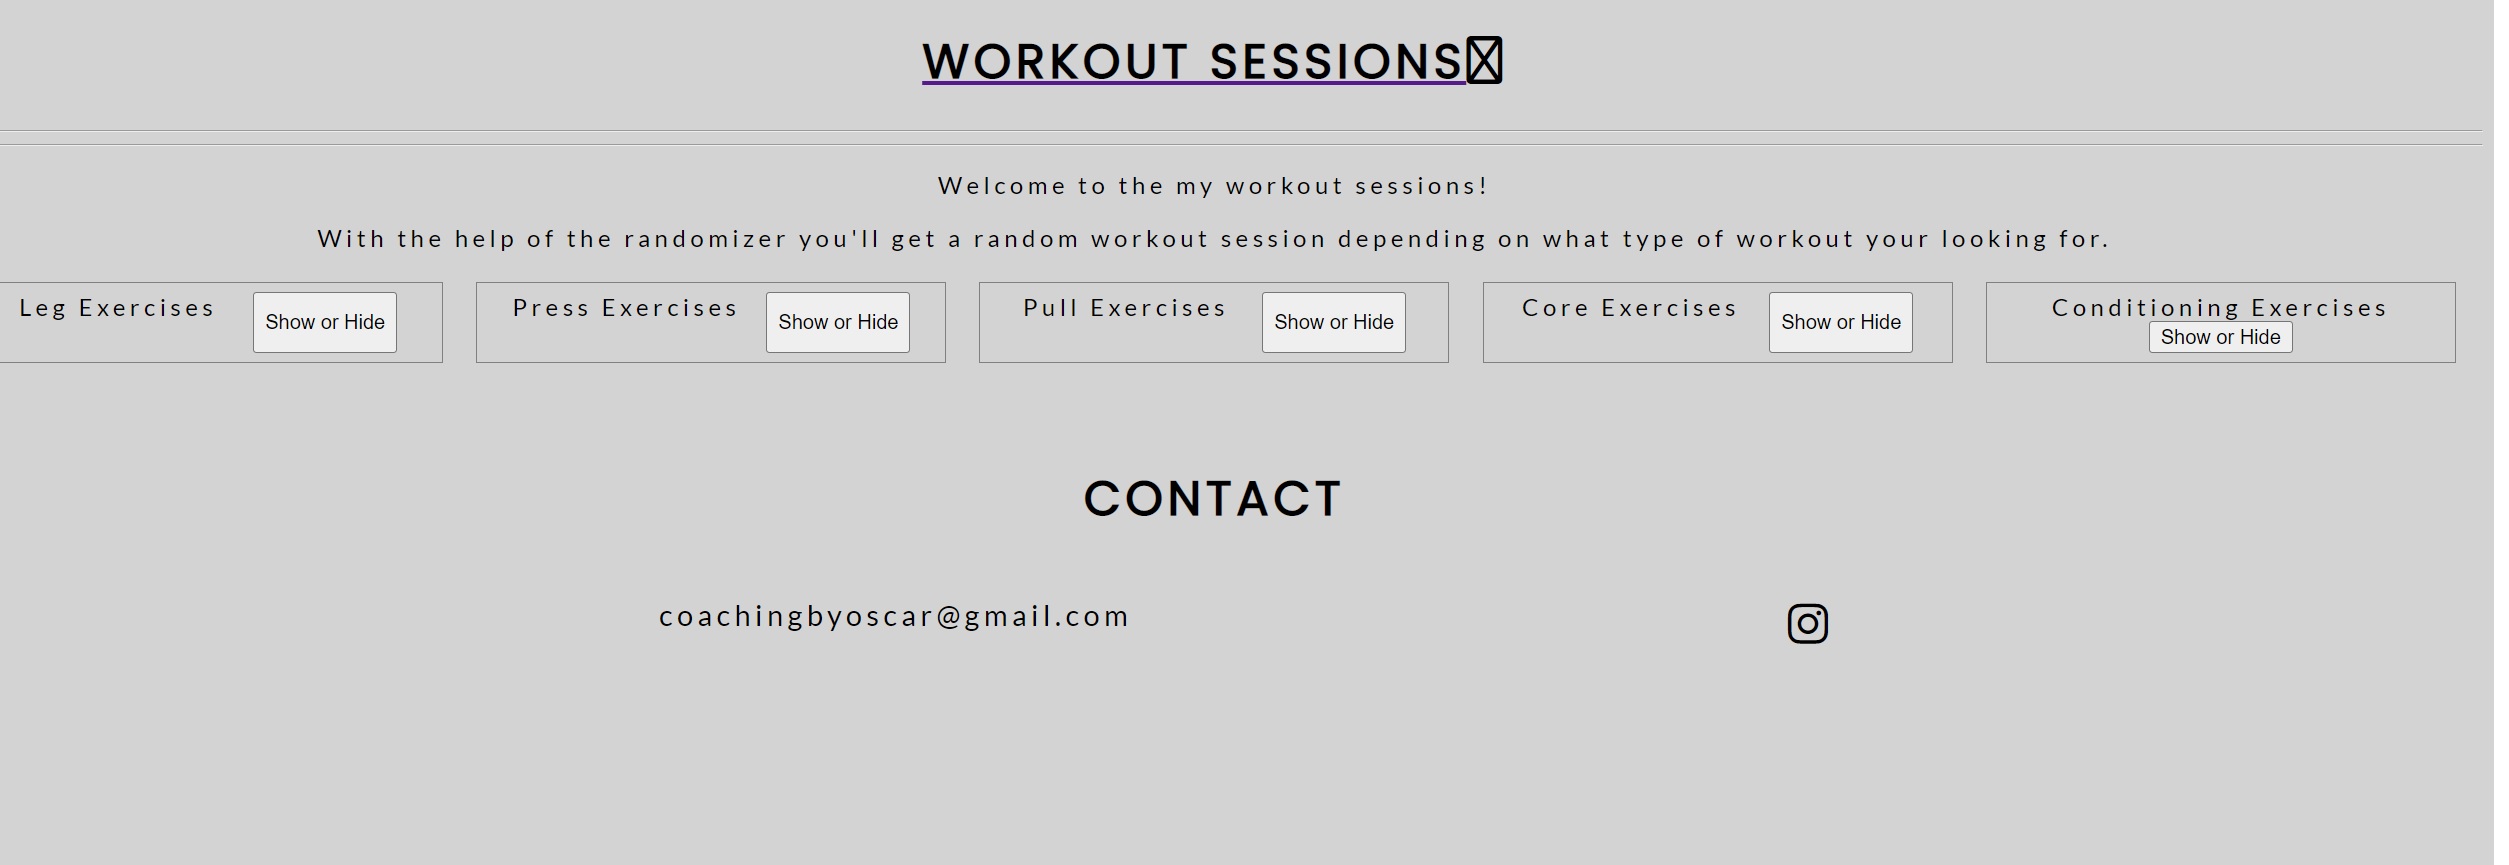 WORKOUT SESSIONS
Welcome to the my workout sessions!
With the help of the randomizer you'll get a random workout session depending on what type of workout your looking for.
Leg Exercises Show or Hide
Press Exercises Show or Hide
Pull Exercises Show or Hide
Core Exercises Show or Hide
Conditioning Exercises
Show or Hide
CONTACT
coachingbyoscar@gmail.com